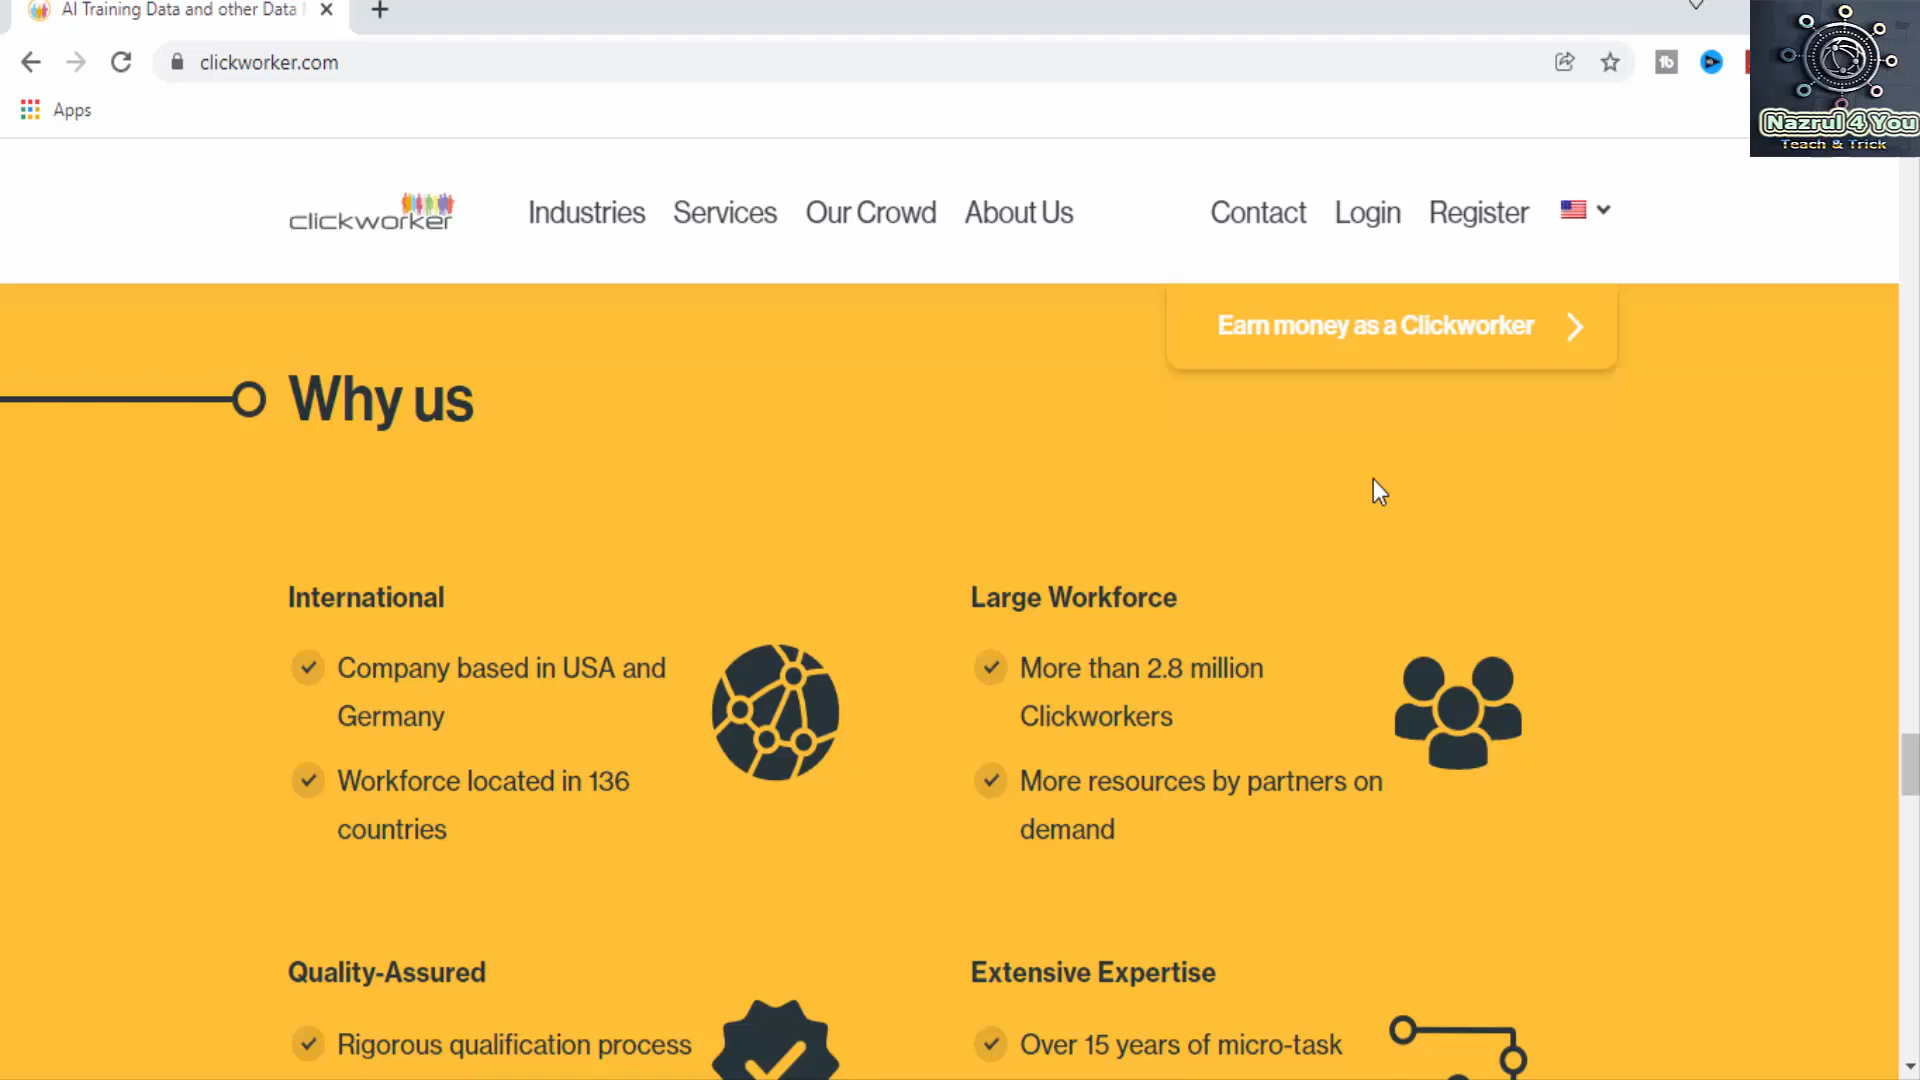 AI Training Data and other Data
clickworker.com
Apps
Nazrul 4 You
Teach & Trick
clickworker
Industries Services Our Crowd About Us Contact Login Register
Earn money as a Clickworker
Why us
International
Company based in USA and
Germany
Workforce located in 136
countries
Large Workforce
More than 2.8 million
Clickworkers
More resources by partners on
demand
Quality-Assured
Rigorous qualification process
Extensive Expertise
Over 15 years of micro-task